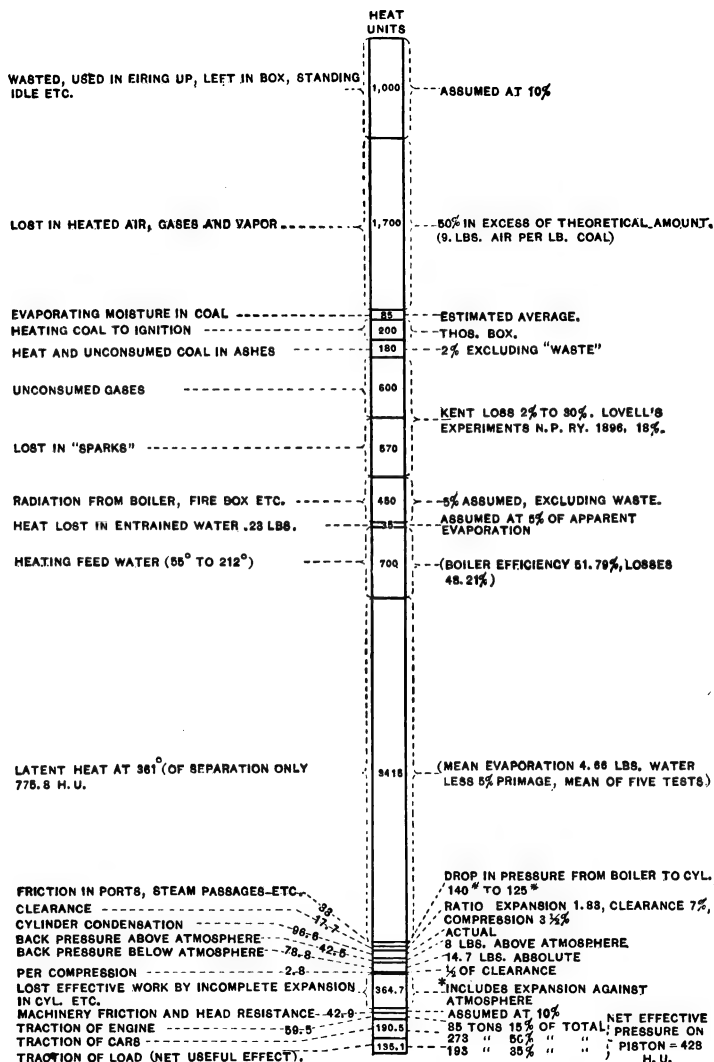 HEAT
UNITS
WASTED, USED IN EIRING UP, LEFT IN BOX, STANDING
IDLE ETC.
1,000
ASSUMED AT 10%
LOST IN HEATED AIR, GASES AND VAPOR
1,700
50% IN EXCESS OF THEORETICAL AMOUNT.
(9. LBS. AIR PER LB. COAL)
EVAPORATING MOISTURE IN COAL
85
ESTIMATED AVERAGE.
HEATING COAL TO IGNITION
200
THOS. BOX.
HEAT AND UNCONSUMED COAL IN ASHES
180
2% EXCLUDING "WASTE"
UNCONSUMED GASES
600
KENT LOSS 2% TO 30%. LOVELL'S
EXPERIMENTS N.P. RY. 1896, 18%.
LOST IN "SPARKS"
570
RADIATION FROM BOILER, FIRE BOX ETC.
450
5% ASSUMED, EXCLUDING WASTE.
HEAT LOST IN ENTRAINED WATER .23 LBS.
35
ASSUMED AT 5% OF APPARENT
EVAPORATION
HEATING FEED WATER (55° TO 212°)
700
(BOILER EFFICIENCY 51.79%, LOSSES
48.21%)
LATENT HEAT AT 361° (OF SEPARATION ONLY
775.8 H.U.
3415
(MEAN EVAPORATION 4.66 LBS. WATER
LESS 5% PRIMAGE, MEAN OF FIVE TESTS)
FRICTION IN PORTS, STEAM PASSAGES ETC. 33
DROP IN PRESSURE FROM BOILER TO CYL.
140# TO 125#
CLEARANCE 17.7
RATIO EXPANSION 1.83, CLEARANCE 7%,
COMPRESSION 3½%
CYLINDER CONDENSATION 96.6
ACTUAL
BACK PRESSURE ABOVE ATMOSPHERE 42.5
8 LBS. ABOVE ATMOSPHERE
BACK PRESSURE BELOW ATMOSPHERE 78.8
14.7 LBS. ABSOLUTE
PER COMPRESSION 2.8
½ OF CLEARANCE
LOST EFFECTIVE WORK BY INCOMPLETE EXPANSION
IN CYL. ETC.
364.7
*INCLUDES EXPANSION AGAINST
ATMOSPHERE
MACHINERY FRICTION AND HEAD RESISTANCE 42.9
ASSUMED AT 10%
TRACTION OF ENGINE 59.5
85 TONS 15% OF TOTAL
TRACTION OF CARS
190.5
273 " 50% " "
TRACTION OF LOAD (NET USEFUL EFFECT).
135.1
193 " 35% " "
NET EFFECTIVE
PRESSURE ON
PISTON = 428
H.U.